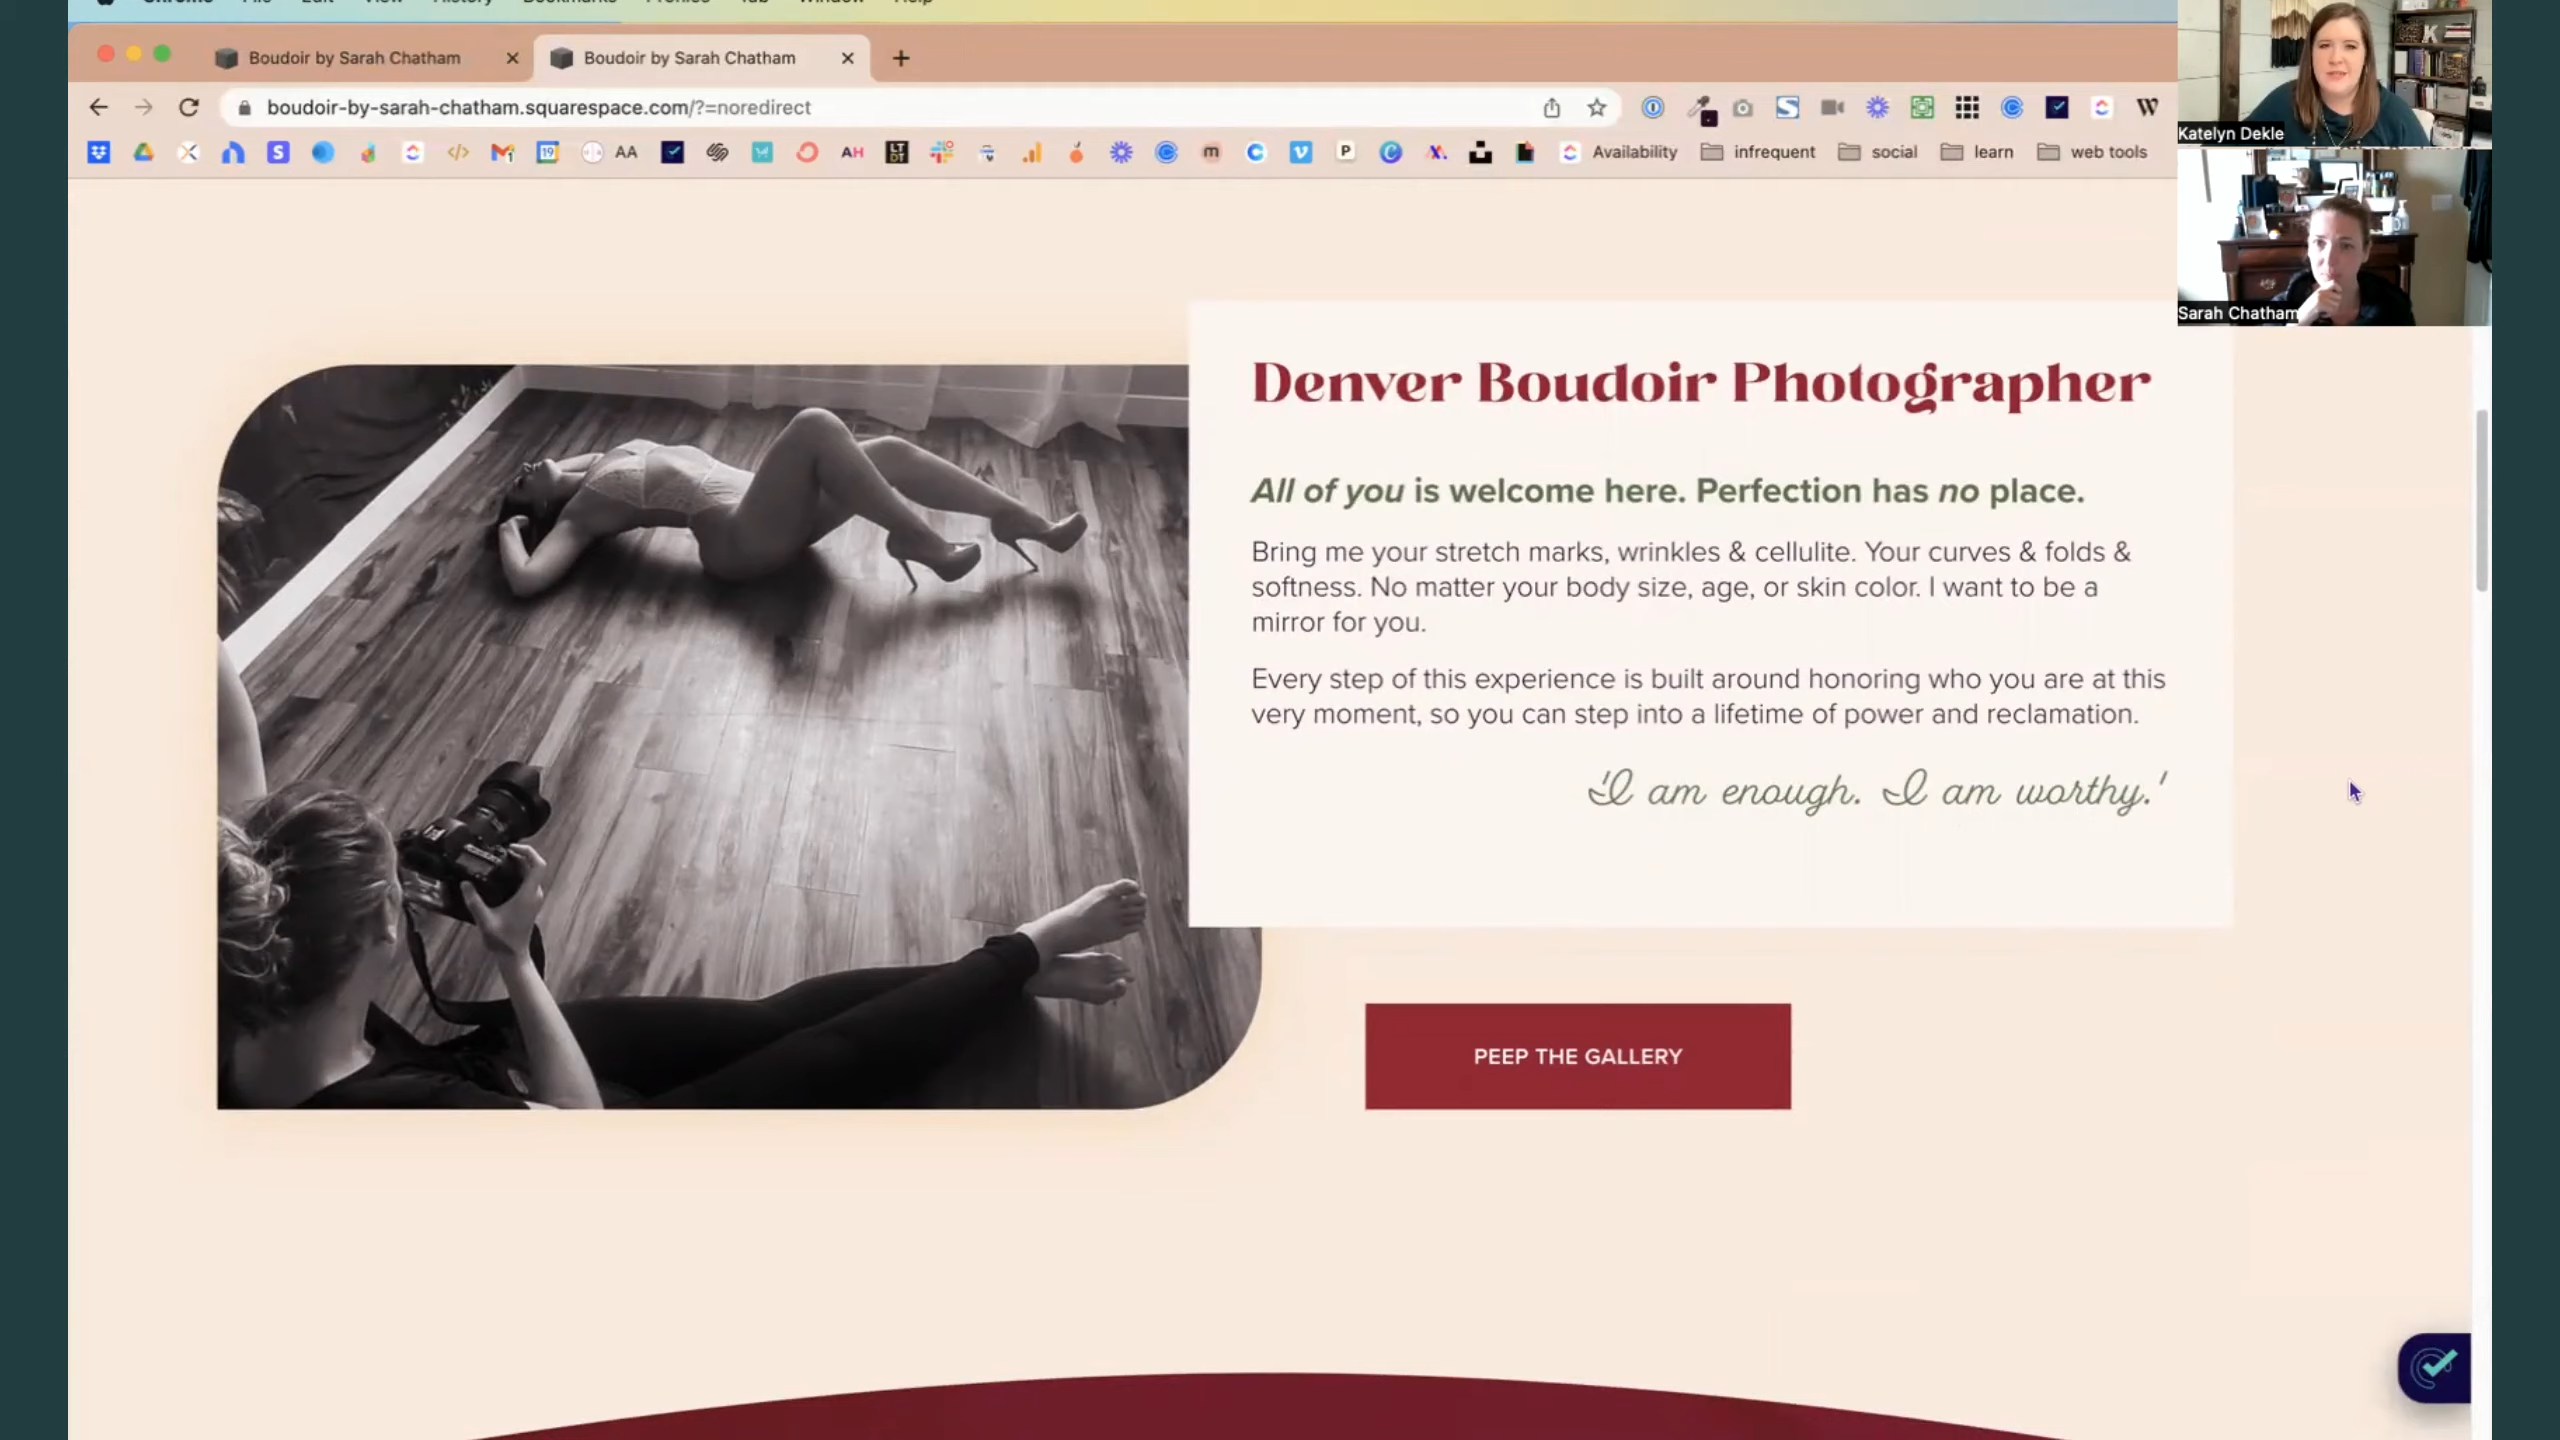 Boudoir by Sarah Chatham
Boudoir by Sarah Chatham
boudoir-by-sarah-chatham.squarespace.com/?=noredirect
W
AA
AH
LT
DT
m
P
Availability
infrequent
social
learn
web tools
Katelyn Dekle
Sarah Chatham
Denver Boudoir Photographer
All of you is welcome here. Perfection has no place.
Bring me your stretch marks, wrinkles & cellulite. Your curves & folds &
softness. No matter your body size, age, or skin color. I want to be a
mirror for you.
Every step of this experience is built around honoring who you are at this
very moment, so you can step into a lifetime of power and reclamation.
'I am enough. I am worthy.'
PEEP THE GALLERY